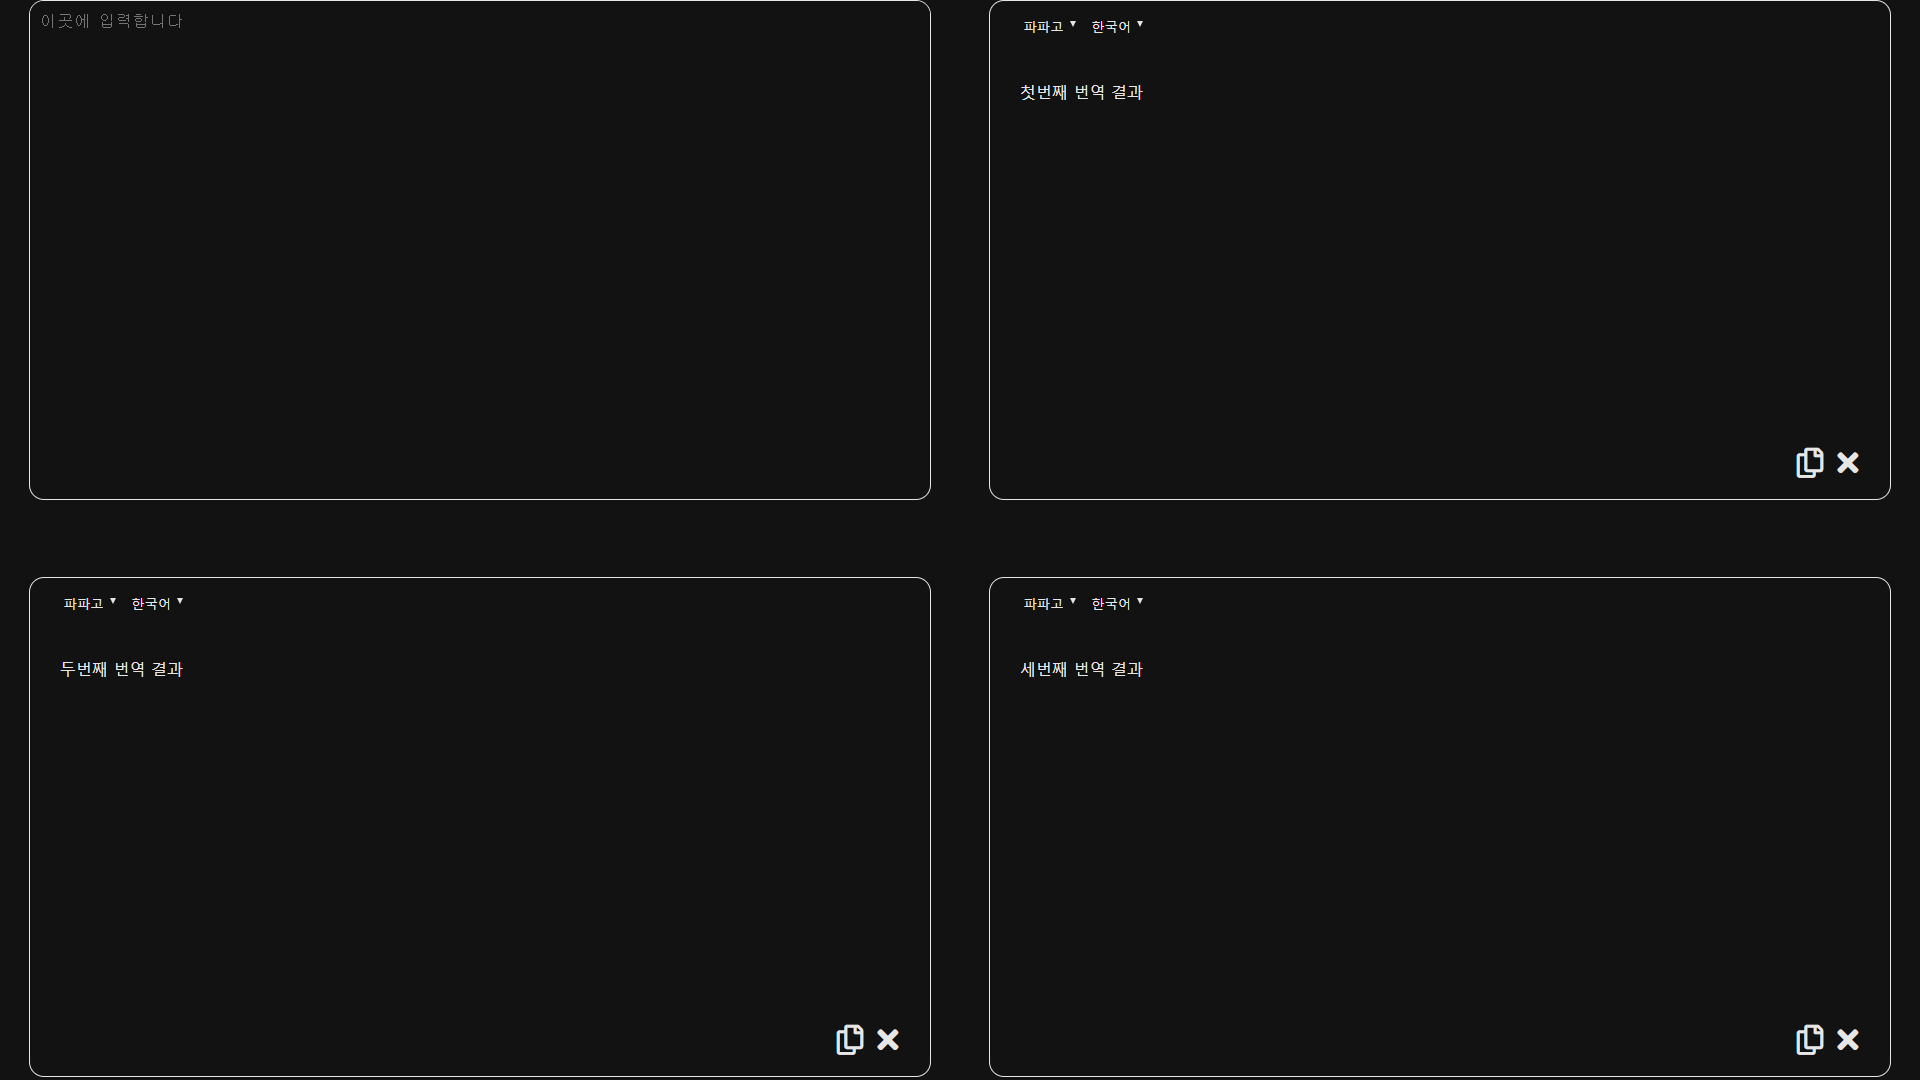 이곳에 입력합니다
파파고 ▼ 한국어 ▼
첫번째 번역 결과
파파고 ▼ 한국어 ▼
두번째 번역 결과
파파고 ▼ 한국어 ▼
세번째 번역 결과